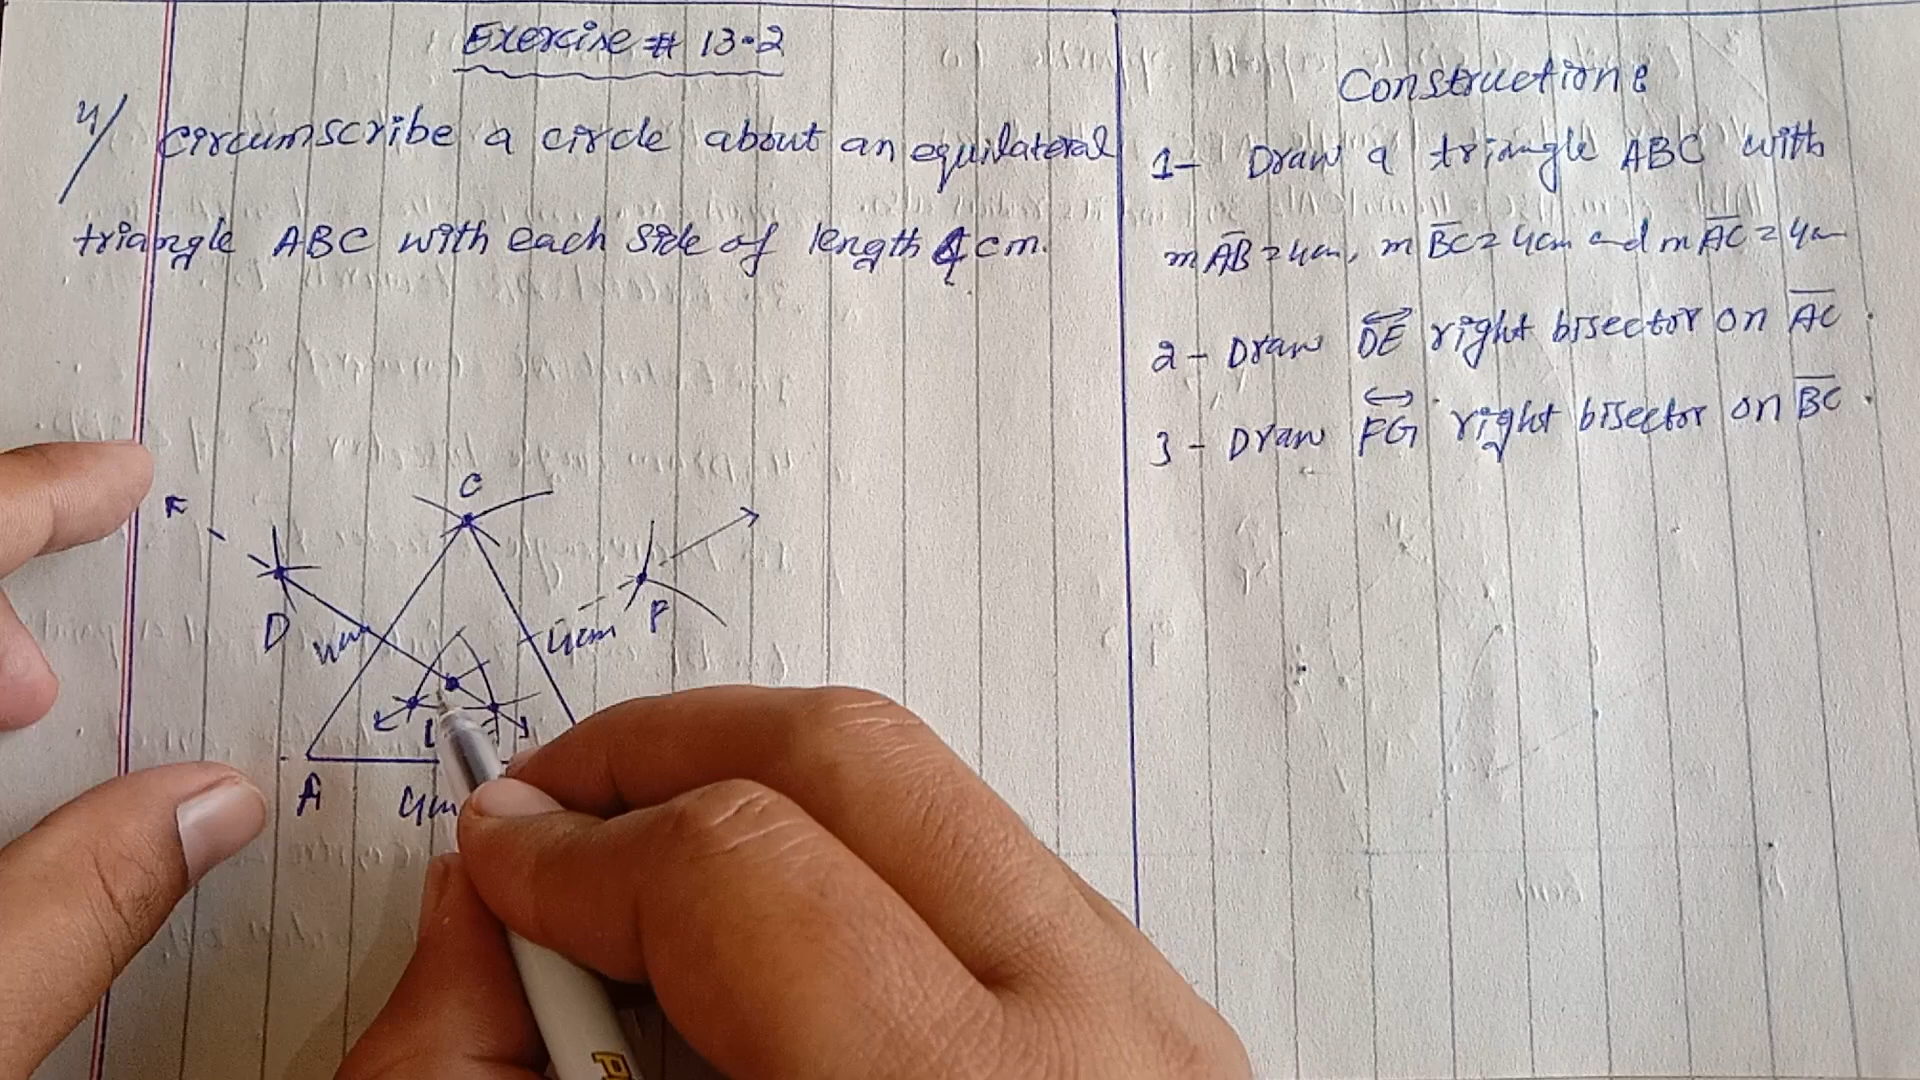 Exercise # 13.2
4/ circumscribe a circle about an equilateral
triangle ABC with each side of length 4 cm.
Construction:
1- Draw a triangle ABC with
mAB = 4cm, mBC = 4cm and mAC = 4cm
2- Draw DE right bisector on AC.
3- Draw FG right bisector on BC.
C
D
4cm
4cm
F
A
4cm